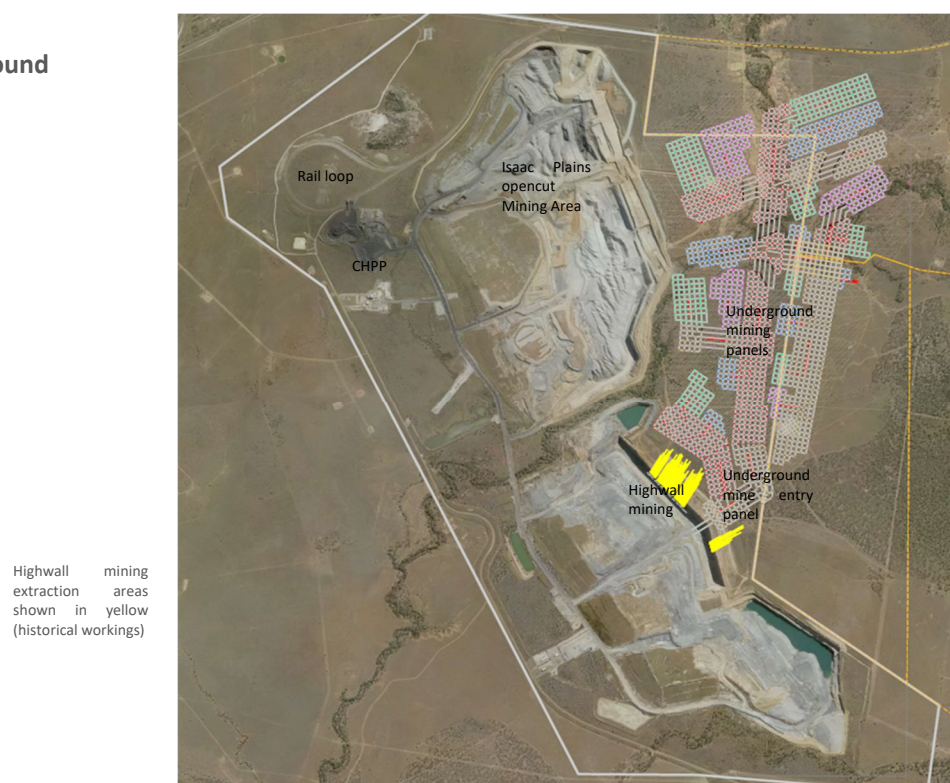 ound
Rail loop
Isaac Plains
opencut
Mining Area
CHPP
Underground
mining
panels
Highwall
mining
Underground
mine entry
panel
Highwall mining
extraction areas
shown in yellow
(historical workings)